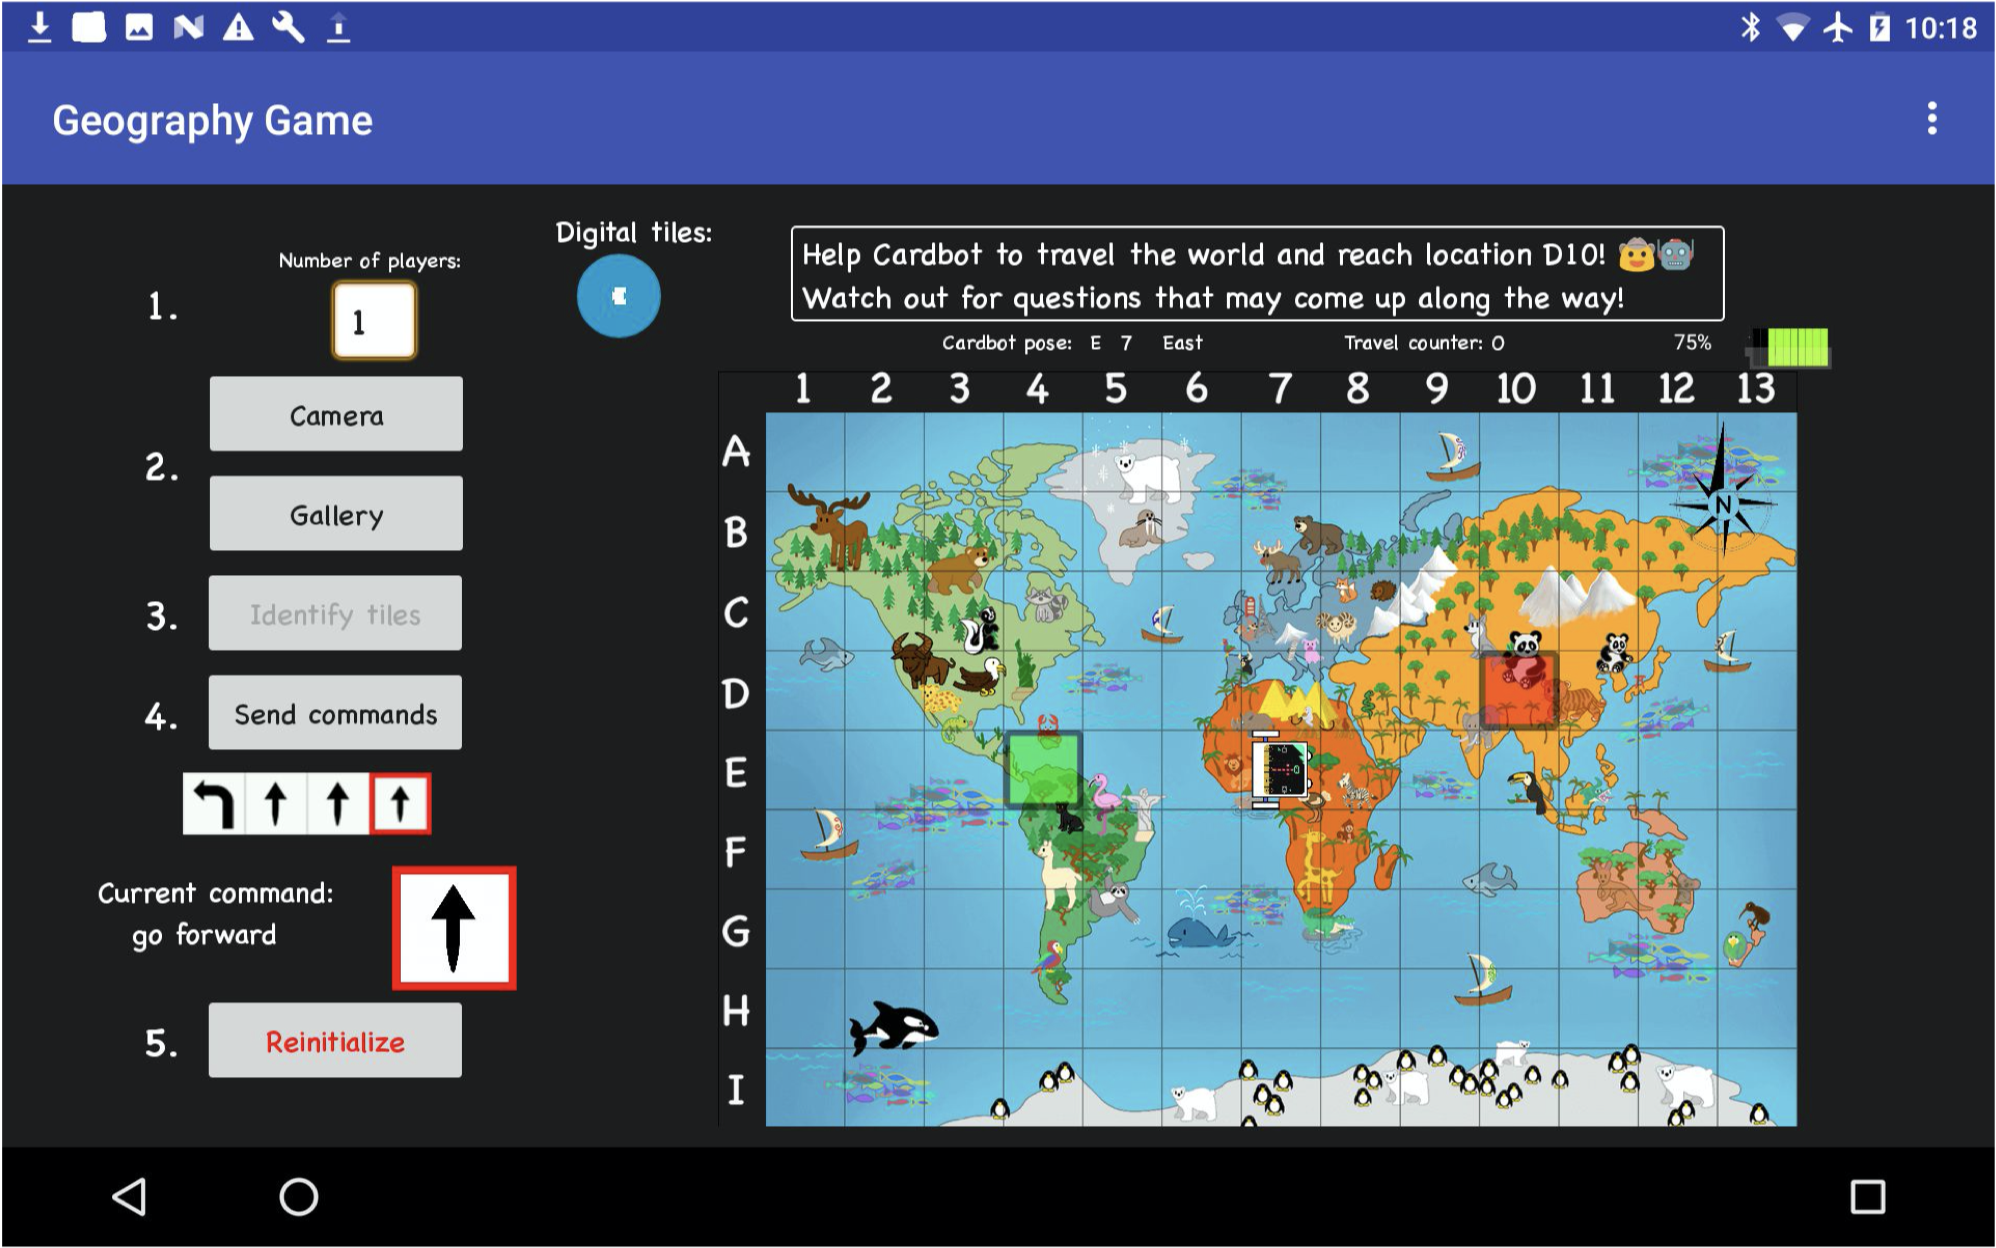 10:18
Geography Game
Digital tiles:
Number of players:
1.
1
Help Cardbot to travel the world and reach location D10!
Watch out for questions that may come up along the way!
Cardbot pose: E 7 East
Travel counter: 0
75%
Camera
2.
Gallery
3.
Identify tiles
4.
Send commands
Current command:
go forward
5.
Reinitialize
1 2 3 4 5 6 7 8 9 10 11 12 13
A
B
C
D
E
F
G
H
I
N